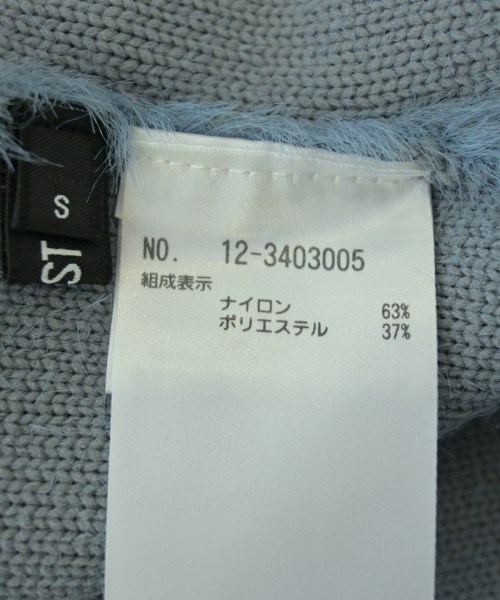 S
ST
NO. 12-3403005
組成表示
ナイロン 63%
ポリエステル 37%